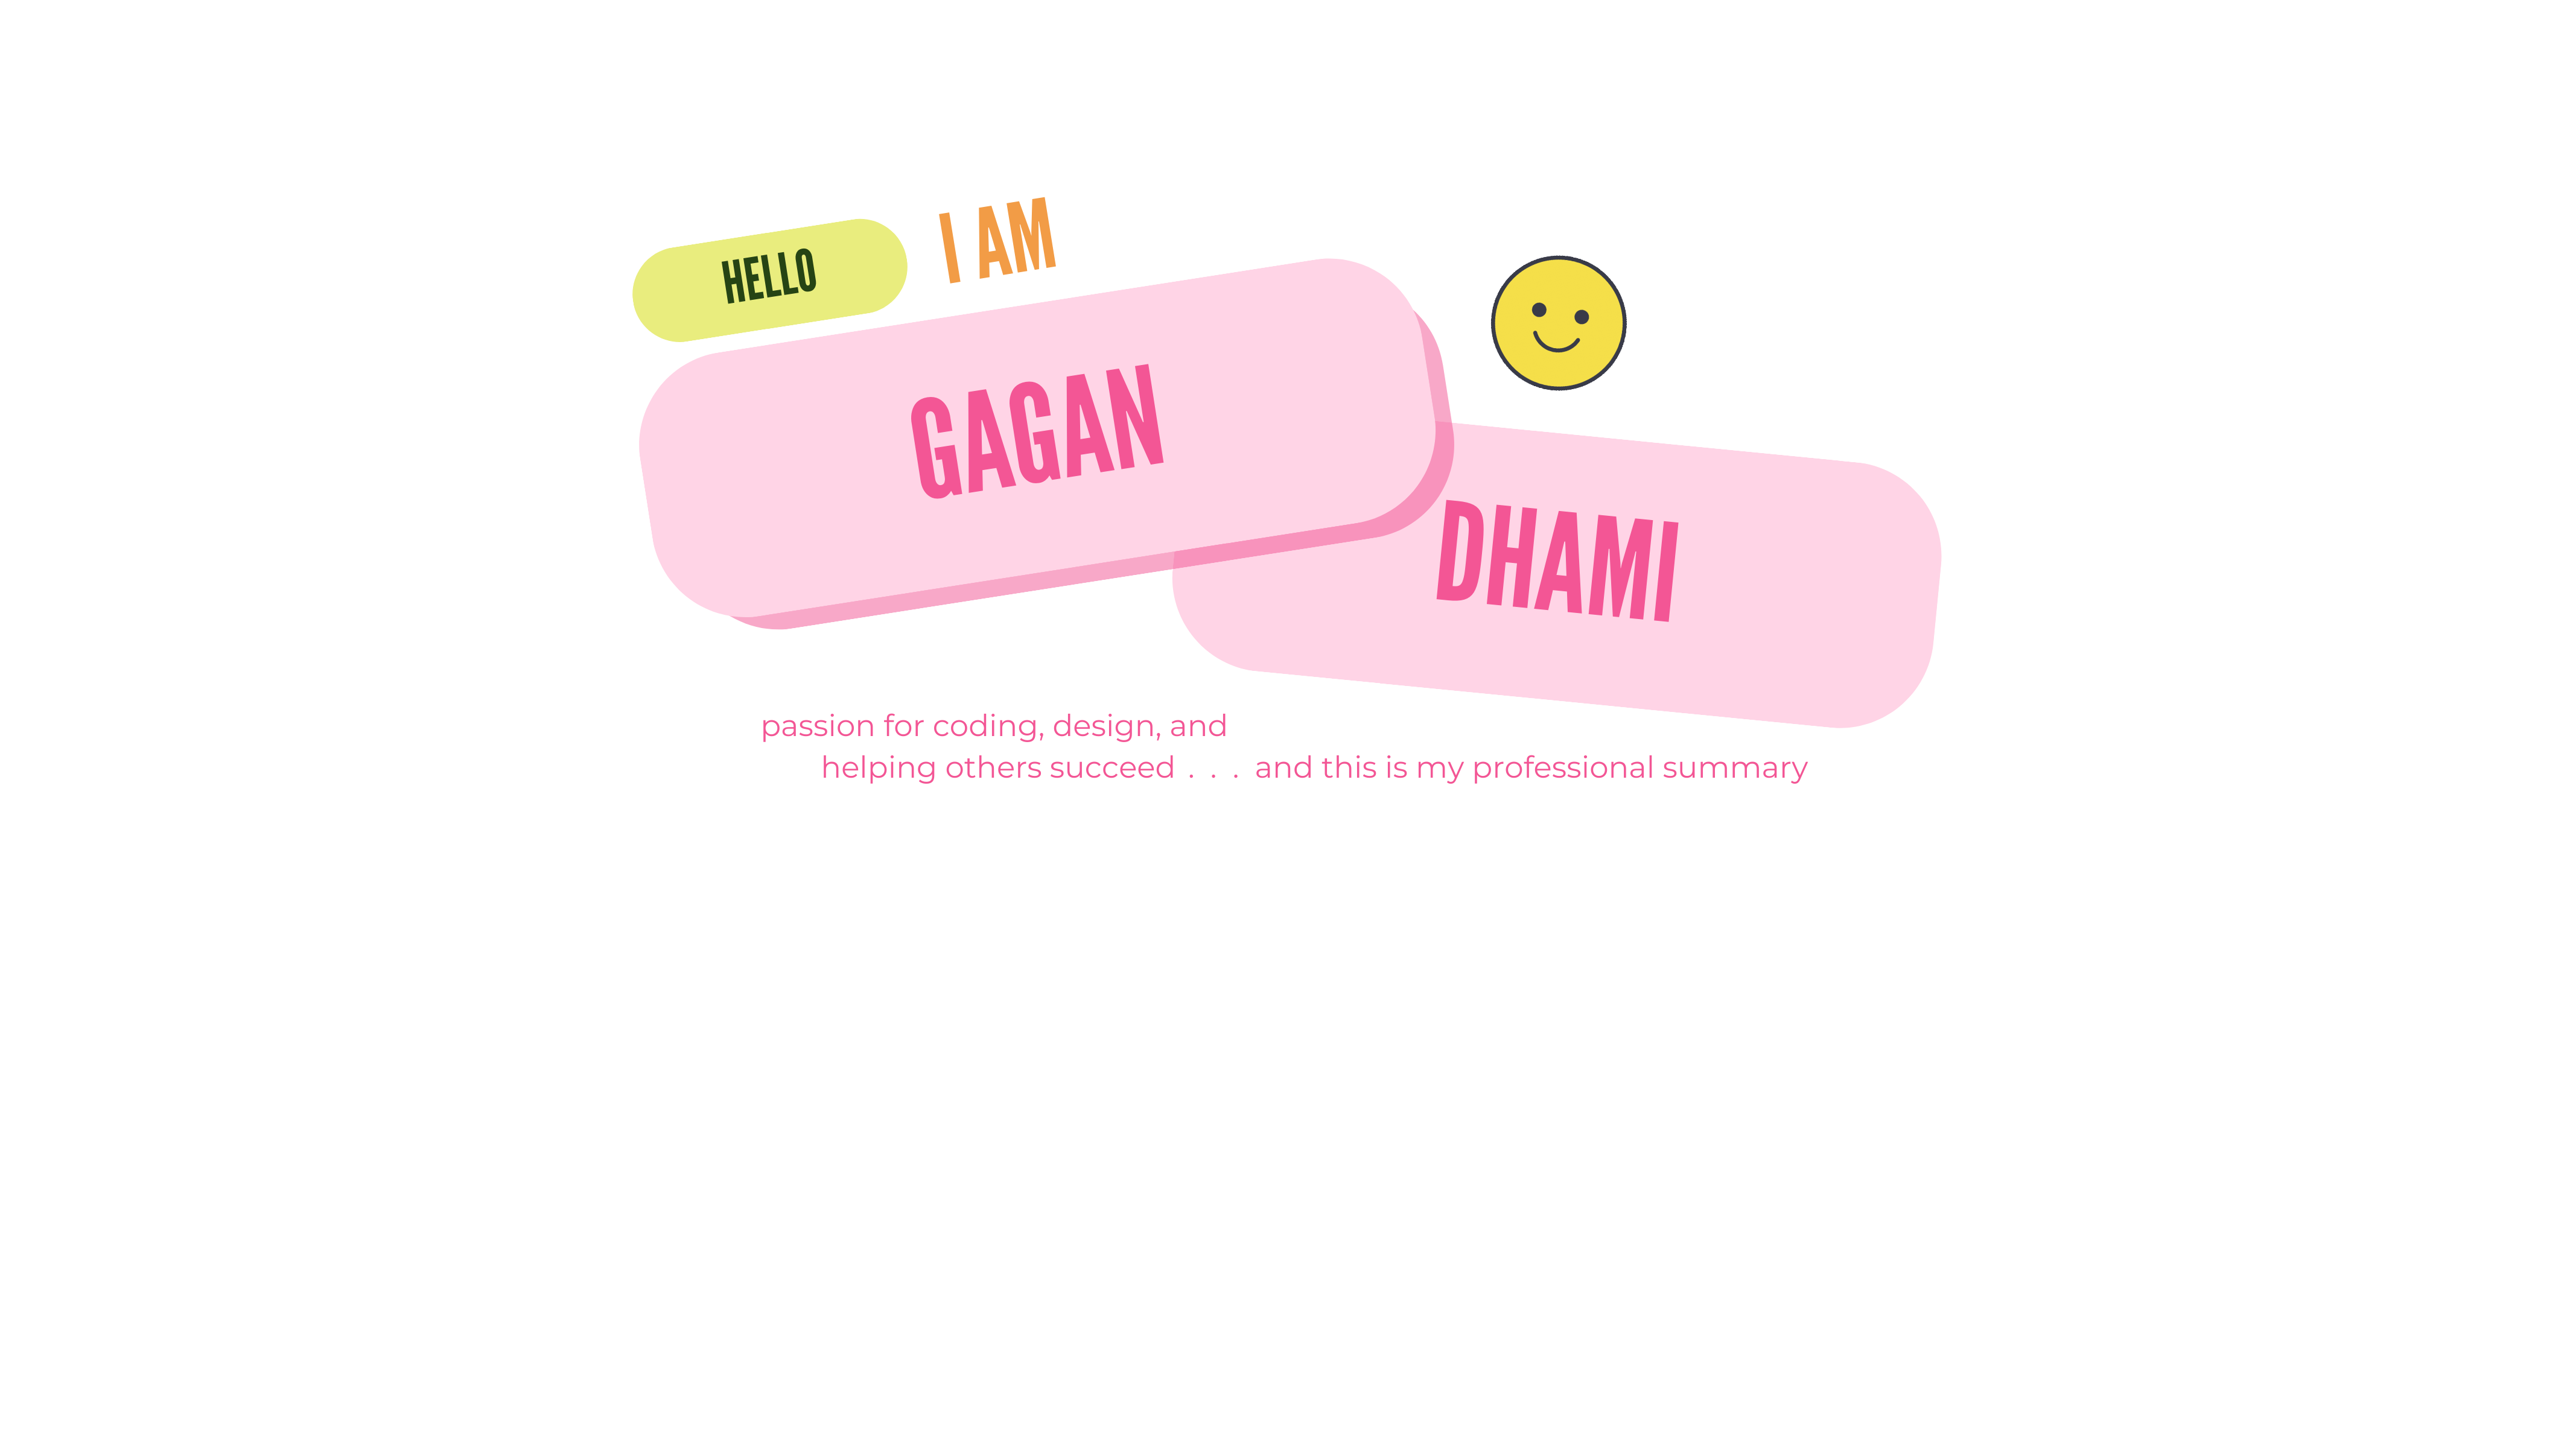 HELLO
I AM
GAGAN
DHAMI
passion for coding, design, and
helping others succeed . . . and this is my professional summary